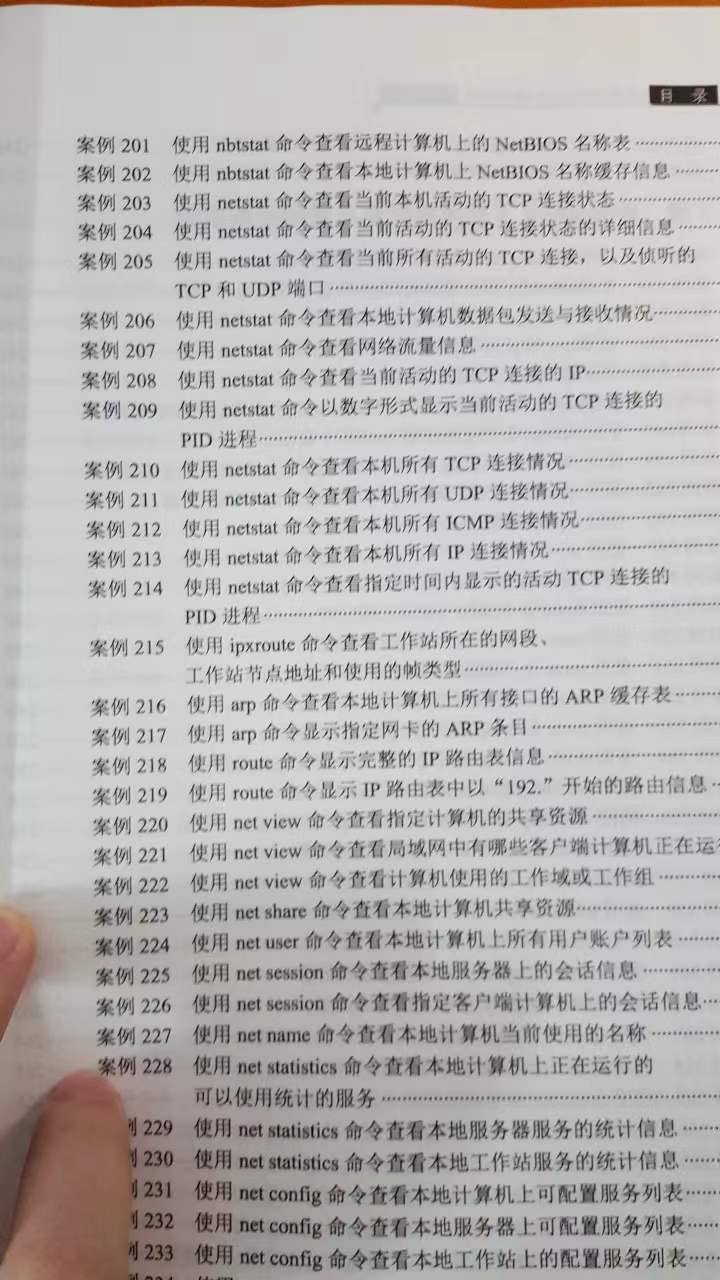 目 录
案例 201 使用 nbtstat 命令查看远程计算机上的 NetBIOS 名称表
案例 202 使用 nbtstat 命令查看本地计算机上 NetBIOS 名称缓存信息
案例 203 使用 netstat 命令查看当前本机活动的 TCP 连接状态
案例 204 使用 netstat 命令查看当前活动的 TCP 连接状态的详细信息
案例 205 使用 netstat 命令查看当前所有活动的 TCP 连接，以及侦听的
TCP 和 UDP 端口
案例 206 使用 netstat 命令查看本地计算机数据包发送与接收情况
案例 207 使用 netstat 命令查看网络流量信息
案例 208 使用 netstat 命令查看当前活动的 TCP 连接的 IP
案例 209 使用 netstat 命令以数字形式显示当前活动的 TCP 连接的
PID 进程
案例 210 使用 netstat 命令查看本机所有 TCP 连接情况
案例 211 使用 netstat 命令查看本机所有 UDP 连接情况
案例 212 使用 netstat 命令查看本机所有 ICMP 连接情况
案例 213 使用 netstat 命令查看本机所有 IP 连接情况
案例 214 使用 netstat 命令查看指定时间内显示的活动 TCP 连接的
PID 进程
案例 215 使用 ipxroute 命令查看工作站所在的网段、
工作站节点地址和使用的帧类型
案例 216 使用 arp 命令查看本地计算机上所有接口的 ARP 缓存表
案例 217 使用 arp 命令显示指定网卡的 ARP 条目
案例 218 使用 route 命令显示完整的 IP 路由表信息
案例 219 使用 route 命令显示 IP 路由表中以“192.”开始的路由信息
案例 220 使用 net view 命令查看指定计算机的共享资源
案例 221 使用 net view 命令查看局域网中有哪些客户端计算机正在运
案例 222 使用 net view 命令查看计算机使用的工作域或工作组
案例 223 使用 net share 命令查看本地计算机共享资源
案例 224 使用 net user 命令查看本地计算机上所有用户账户列表
案例 225 使用 net session 命令查看本地服务器上的会话信息
案例 226 使用 net session 命令查看指定客户端计算机上的会话信息
案例 227 使用 net name 命令查看本地计算机当前使用的名称
案例 228 使用 net statistics 命令查看本地计算机上正在运行的
可以使用统计的服务
例 229 使用 net statistics 命令查看本地服务器服务的统计信息
230 使用 net statistics 命令查看本地工作站服务的统计信息
231 使用 net config 命令查看本地计算机上可配置服务列表
232 使用 net config 命令查看本地服务器上可配置服务列表
233 使用 net config 命令查看本地工作站上的配置服务列表